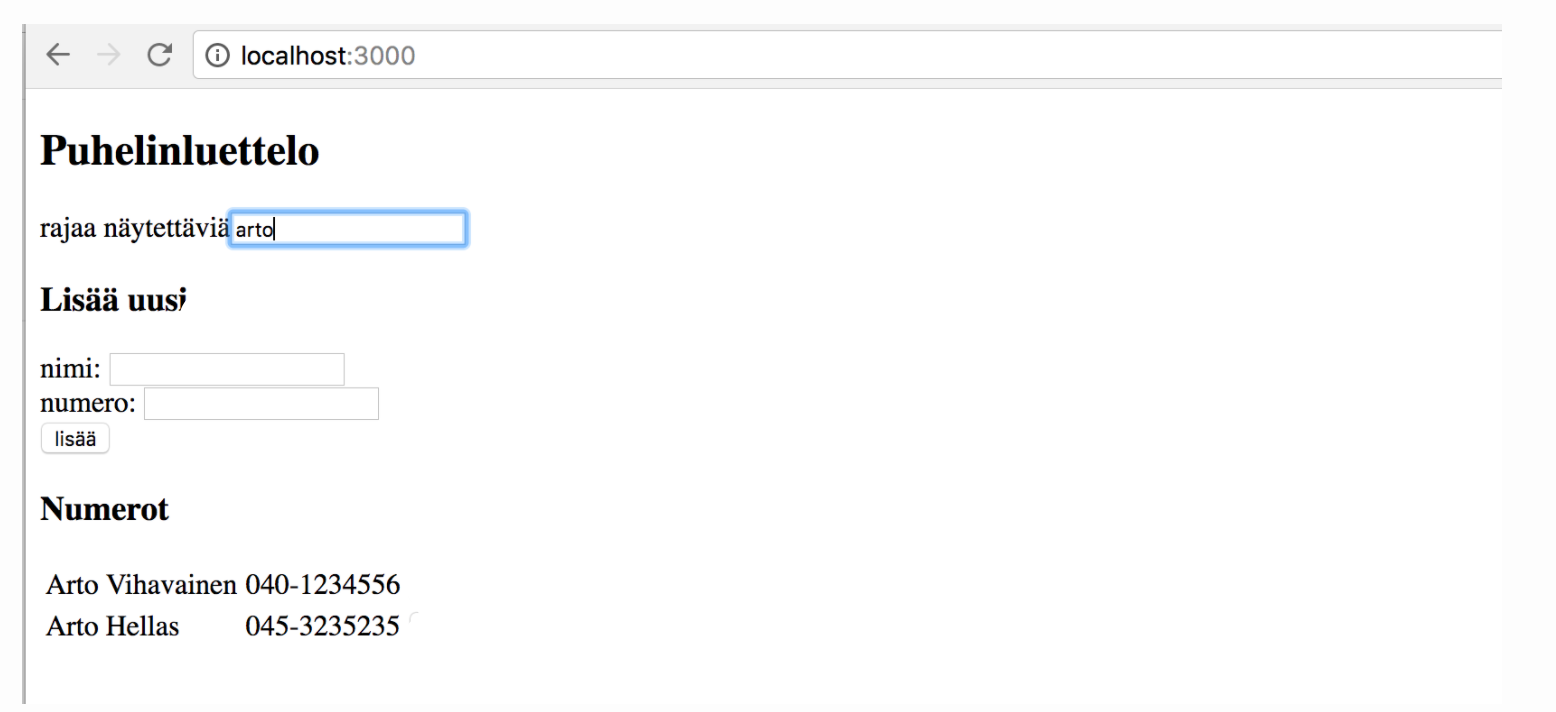 localhost:3000
Puhelinluettelo
rajaa näytettäviä arto
Lisää uusi
nimi:
numero:
lisää
Numerot
Arto Vihavainen 040-1234556
Arto Hellas 045-3235235